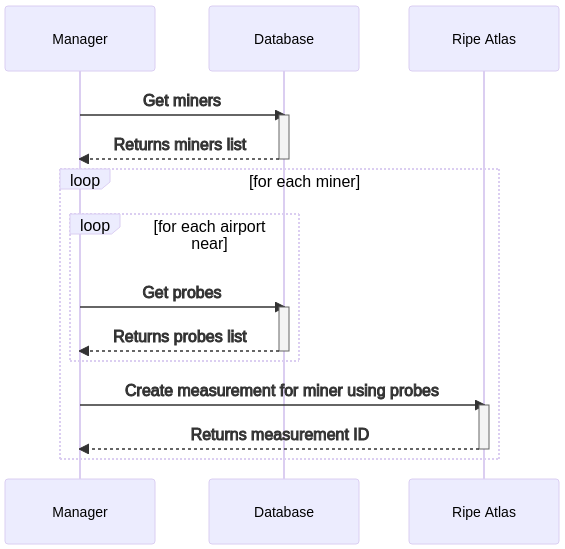 Manager
Database
Ripe Atlas
Get miners
Returns miners list
loop
[for each miner]
loop
[for each airport
near]
Get probes
Returns probes list
Create measurement for miner using probes
Returns measurement ID
Manager
Database
Ripe Atlas